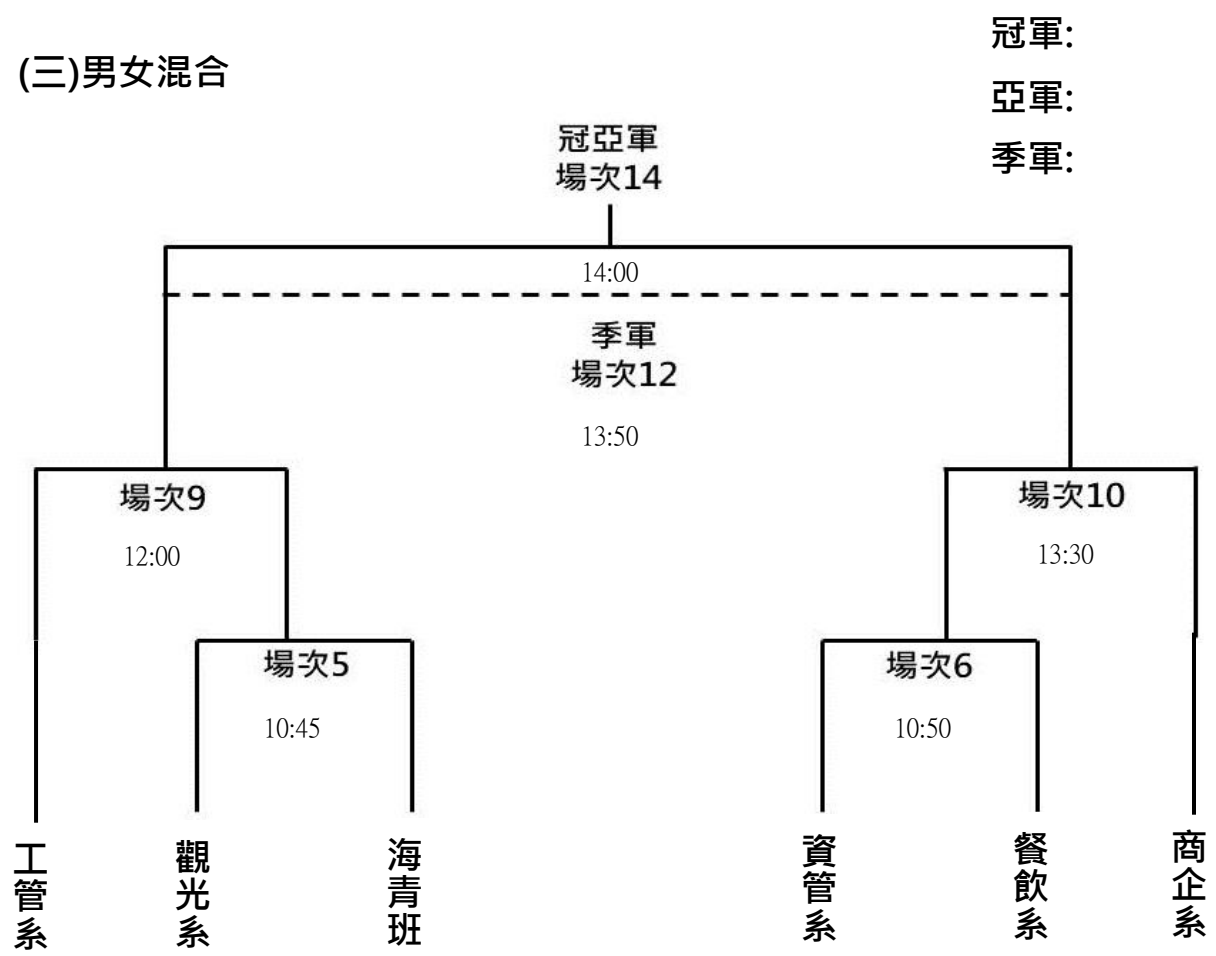 (三)男女混合
冠軍:
亞軍:
季軍:
冠亞軍
場次14
14:00
季軍
場次12
13:50
場次9
12:00
場次10
13:30
場次5
10:45
場次6
10:50
工管系
觀光系
海青班
資管系
餐飲系
商企系